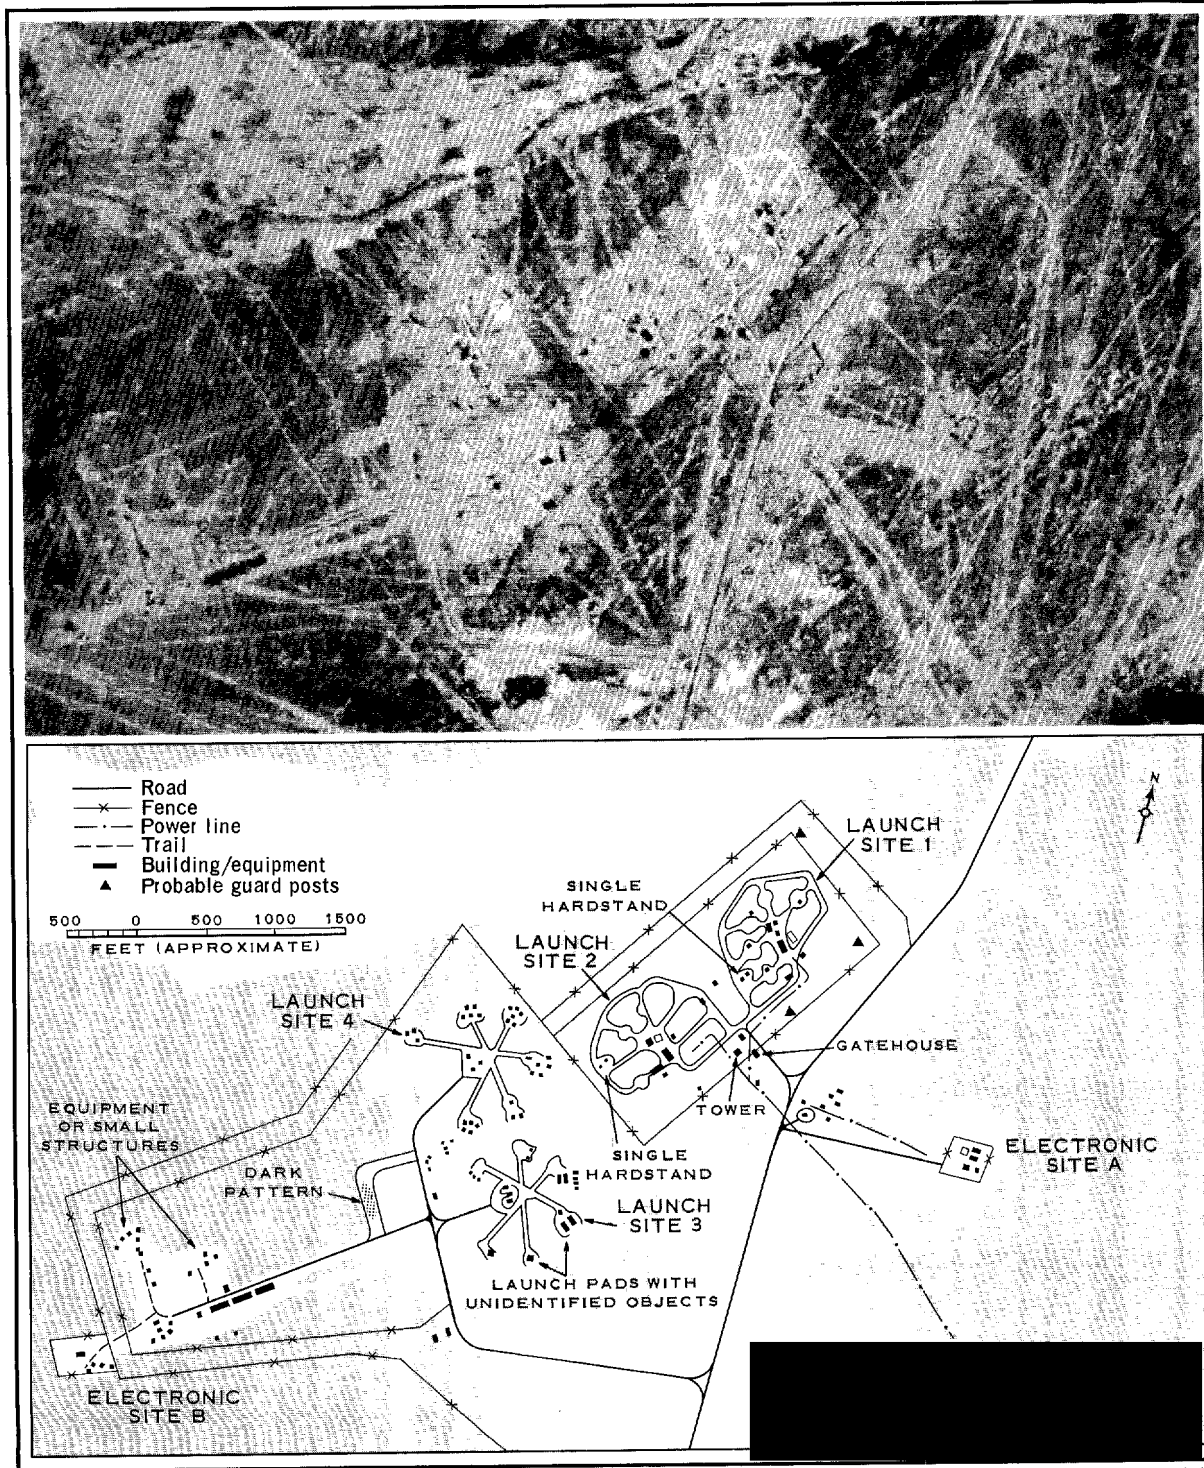 Road
Fence
Power line
Trail
Building/equipment
Probable guard posts
500 0 500 1000 1500
FEET (APPROXIMATE)
N
LAUNCH
SITE 1
SINGLE
HARDSTAND
LAUNCH
SITE 2
LAUNCH
SITE 4
GATEHOUSE
TOWER
EQUIPMENT
OR SMALL
STRUCTURES
DARK
PATTERN
SINGLE
HARDSTAND
ELECTRONIC
SITE A
LAUNCH
SITE 3
LAUNCH PADS WITH
UNIDENTIFIED OBJECTS
ELECTRONIC
SITE B